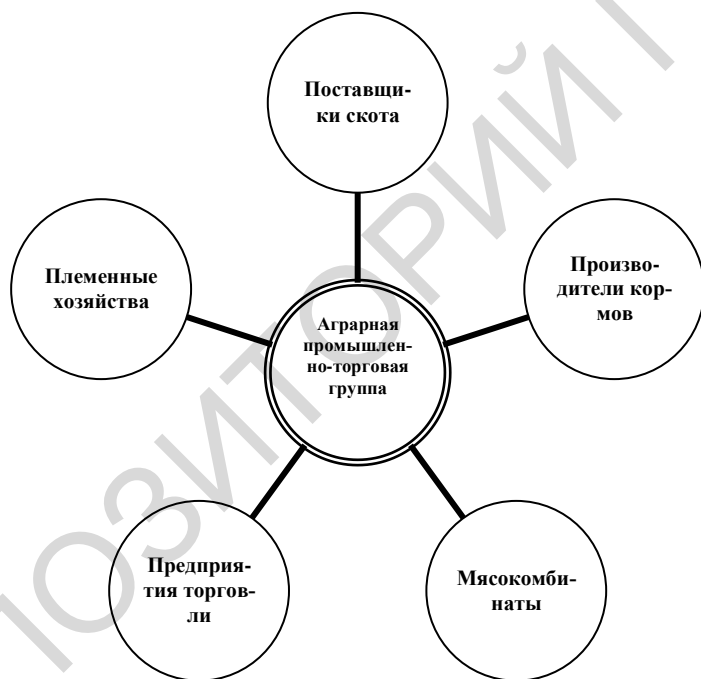 Поставщи-
ки скота
Племенные
хозяйства
Произво-
дители кор-
мов
Аграрная
промышлен-
но-торговая
группа
Предприя-
тия торгов-
ли
Мясокомби-
наты